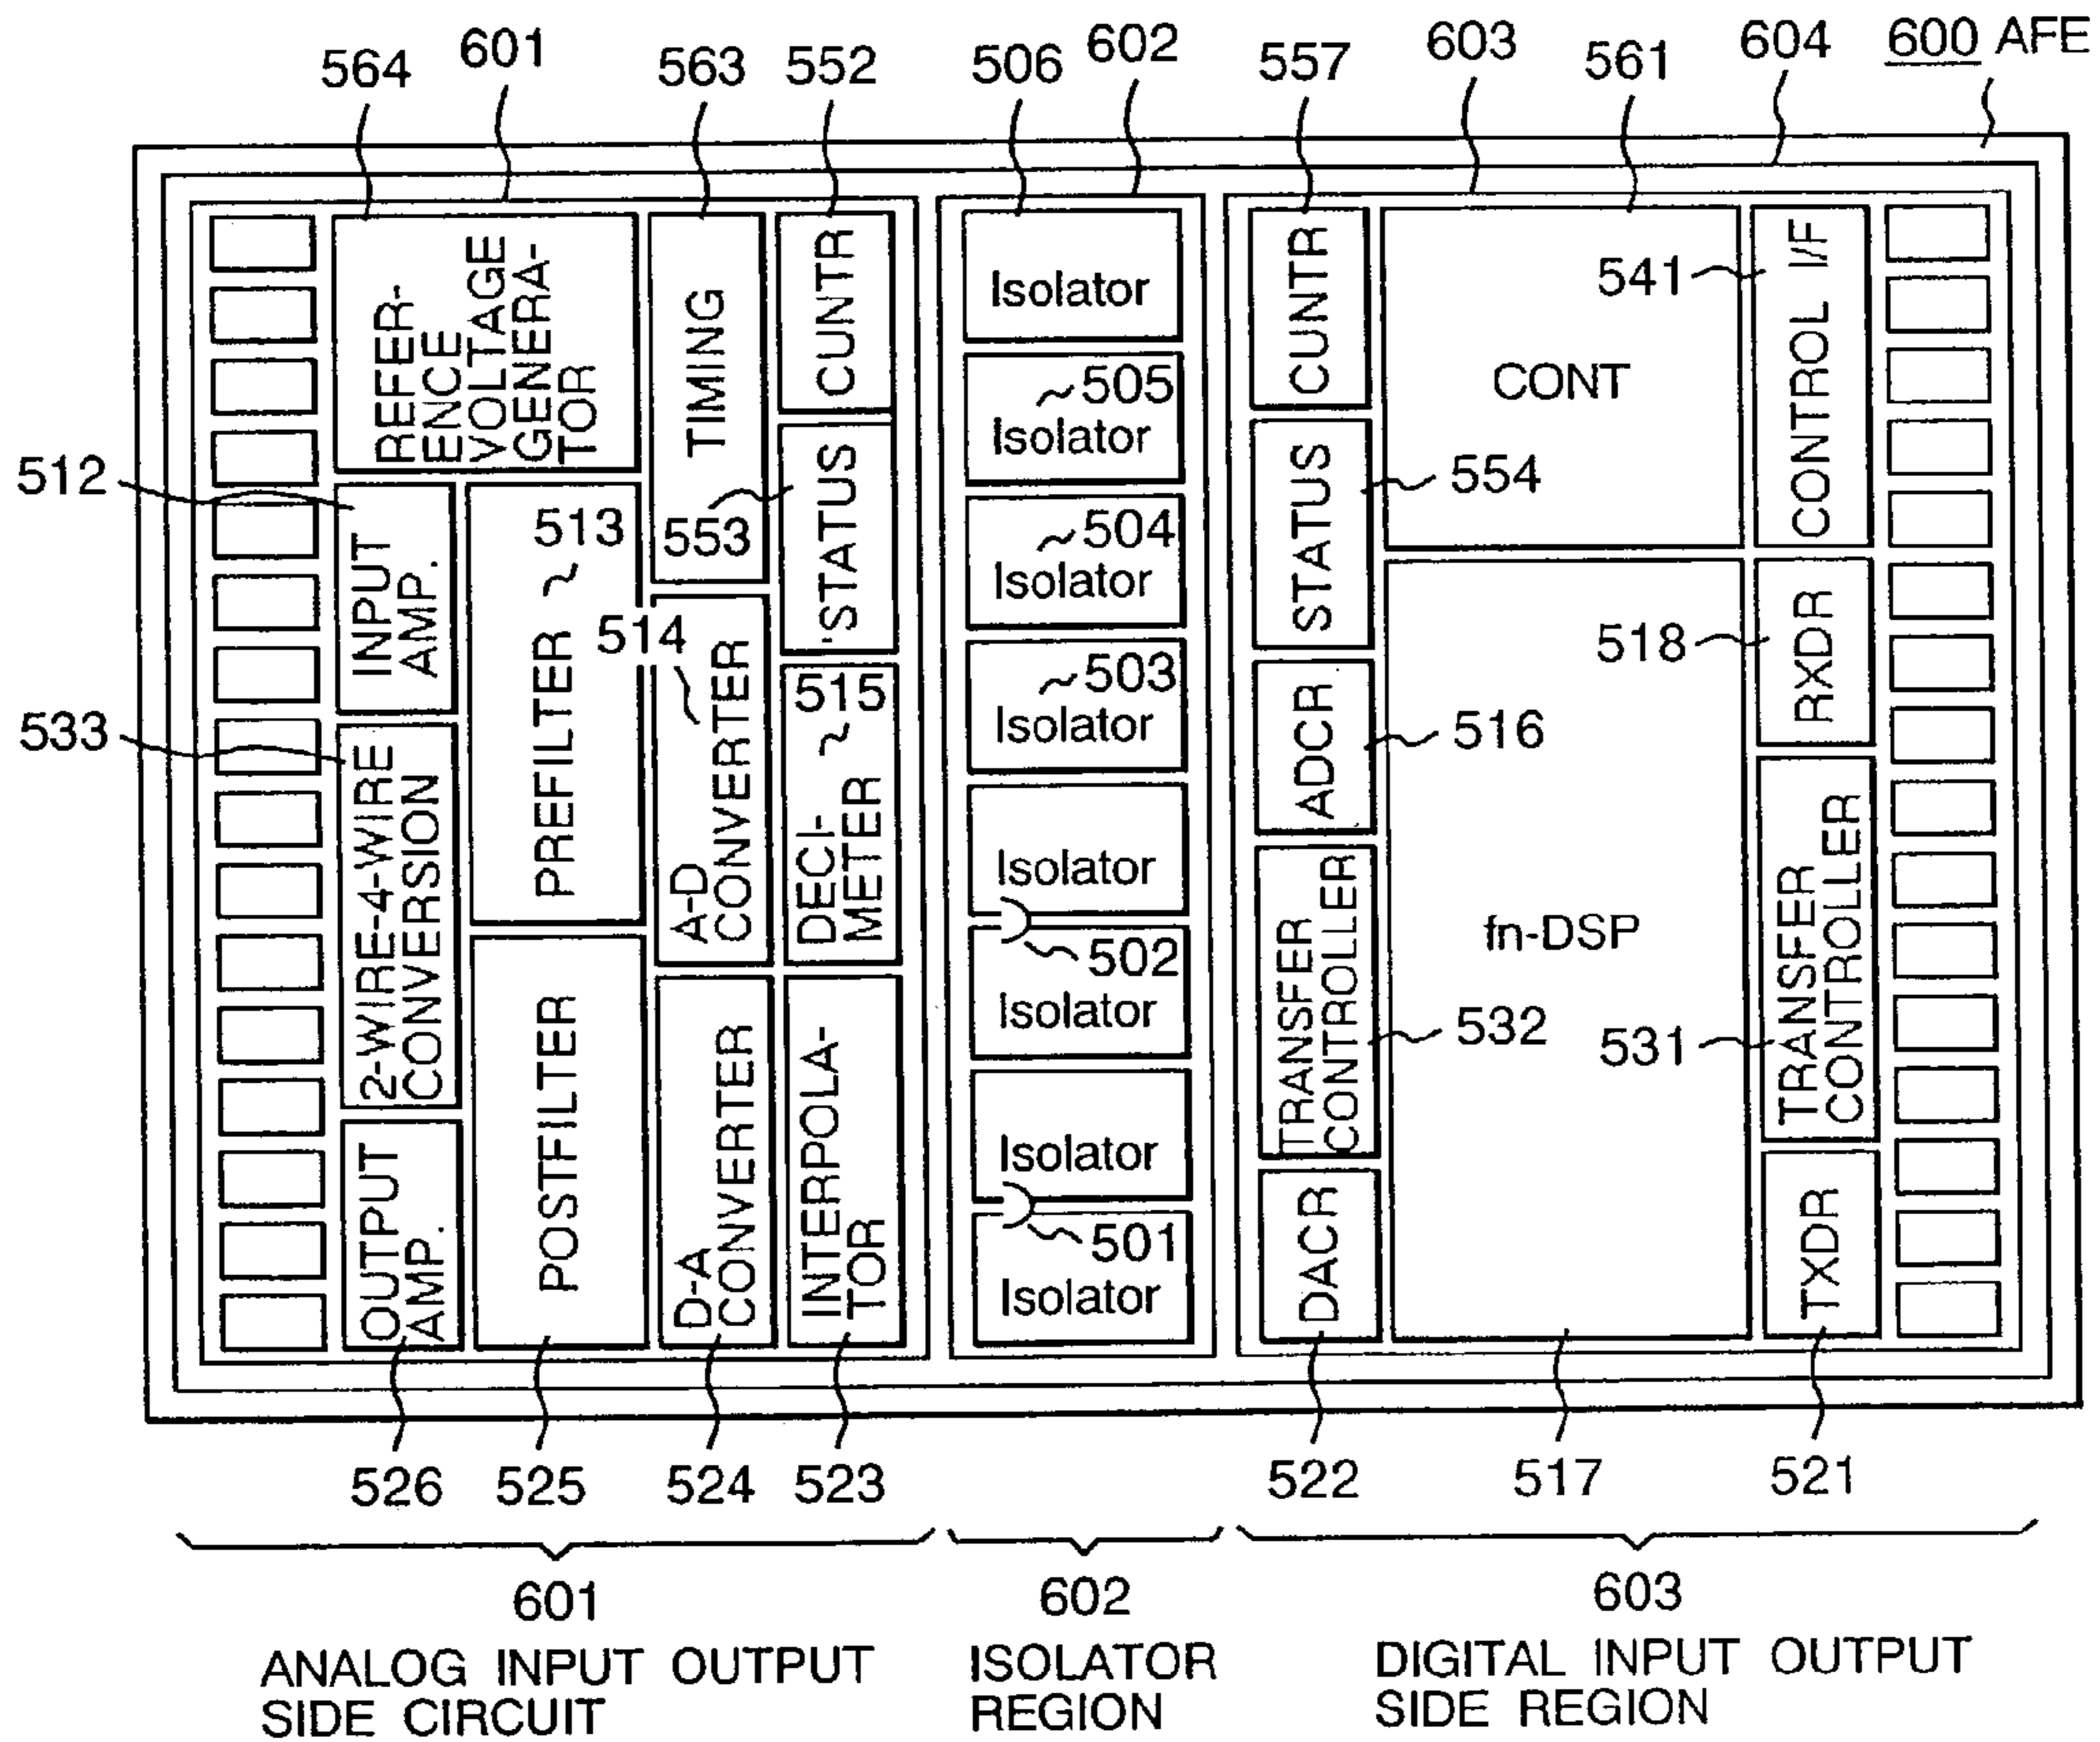 564
601
563
552
506
602
557
603
561
604
600 AFE
REFER-
ENCE
VOLTAGE
GENERA-
TOR
TIMING
CUNTR
Isolator
CUNTR
CONT
541
CONTROL I/F
505
Isolator
512
INPUT
AMP.
513
PREFILTER
553
STATUS
504
Isolator
STATUS
554
514
A-D
CONVERTER
515
DECI-
METER
503
Isolator
ADCR
516
518
RXDR
533
2-WIRE-4-WIRE
CONVERSION
Isolator
502
Isolator
TRANSFER
CONTROLLER
532
fn-DSP
531
TRANSFER
CONTROLLER
OUTPUT
AMP.
POSTFILTER
D-A
CONVERTER
INTERPOLA-
TOR
Isolator
501
Isolator
DACR
TXDR
526
525
524
523
522
517
521
601
ANALOG INPUT OUTPUT
SIDE CIRCUIT
602
ISOLATOR
REGION
603
DIGITAL INPUT OUTPUT
SIDE REGION